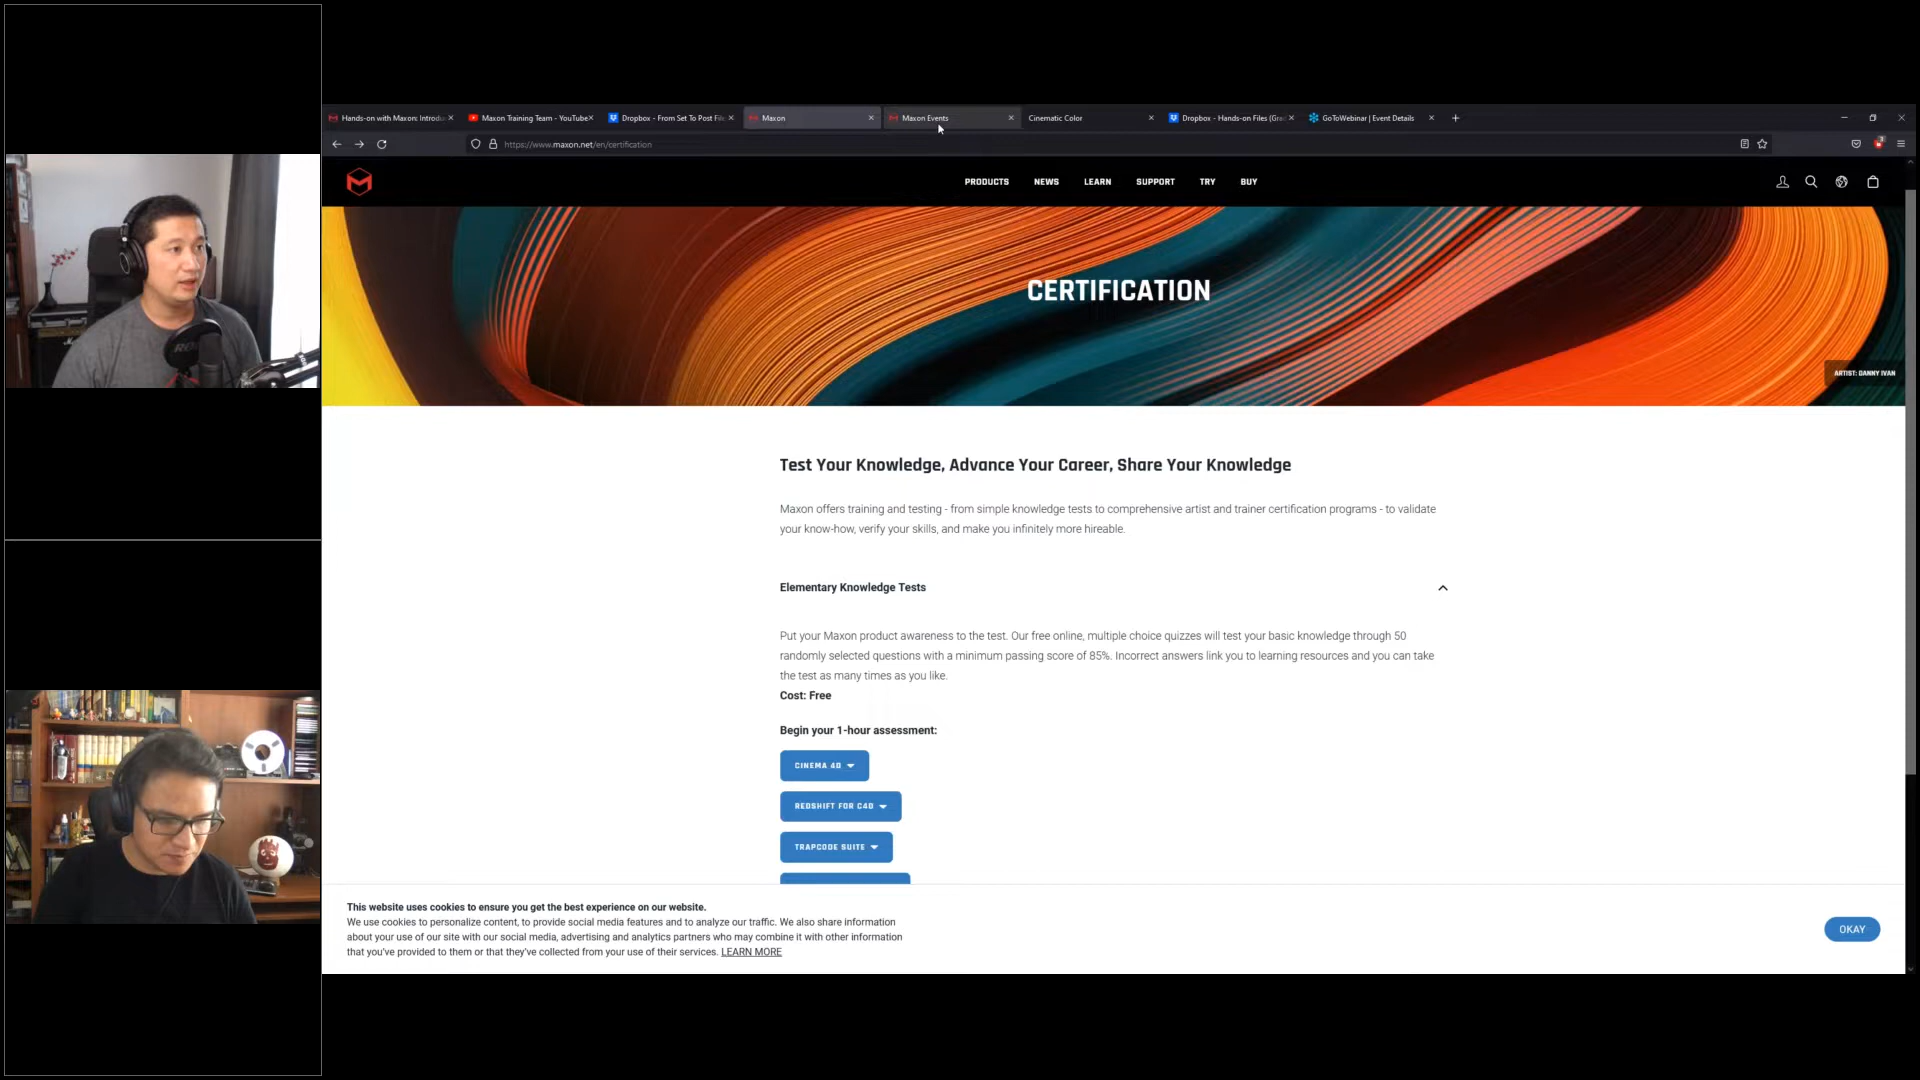 Hands-on with Maxon: Introdu
Maxon Training Team - YouTube
Dropbox - From Set To Post File
Maxon
Maxon Events
Cinematic Color
Dropbox - Hands-on Files (Gra
GoToWebinar | Event Details
https://www.maxon.net/en/certification
PRODUCTS
NEWS
LEARN
SUPPORT
TRY
BUY
CERTIFICATION
ARTIST: DANNY IVAN
Test Your Knowledge, Advance Your Career, Share Your Knowledge
Maxon offers training and testing - from simple knowledge tests to comprehensive artist and trainer certification programs - to validate
your know-how, verify your skills, and make you infinitely more hireable.
Elementary Knowledge Tests
Put your Maxon product awareness to the test. Our free online, multiple choice quizzes will test your basic knowledge through 50
randomly selected questions with a minimum passing score of 85%. Incorrect answers link you to learning resources and you can take
the test as many times as you like.
Cost: Free
Begin your 1-hour assessment:
CINEMA 4D
REDSHIFT FOR C4D
TRAPCODE SUITE
This website uses cookies to ensure you get the best experience on our website.
We use cookies to personalize content, to provide social media features and to analyze our traffic. We also share information
about your use of our site with our social media, advertising and analytics partners who may combine it with other information
that you've provided to them or that they've collected from your use of their services. LEARN MORE
OKAY